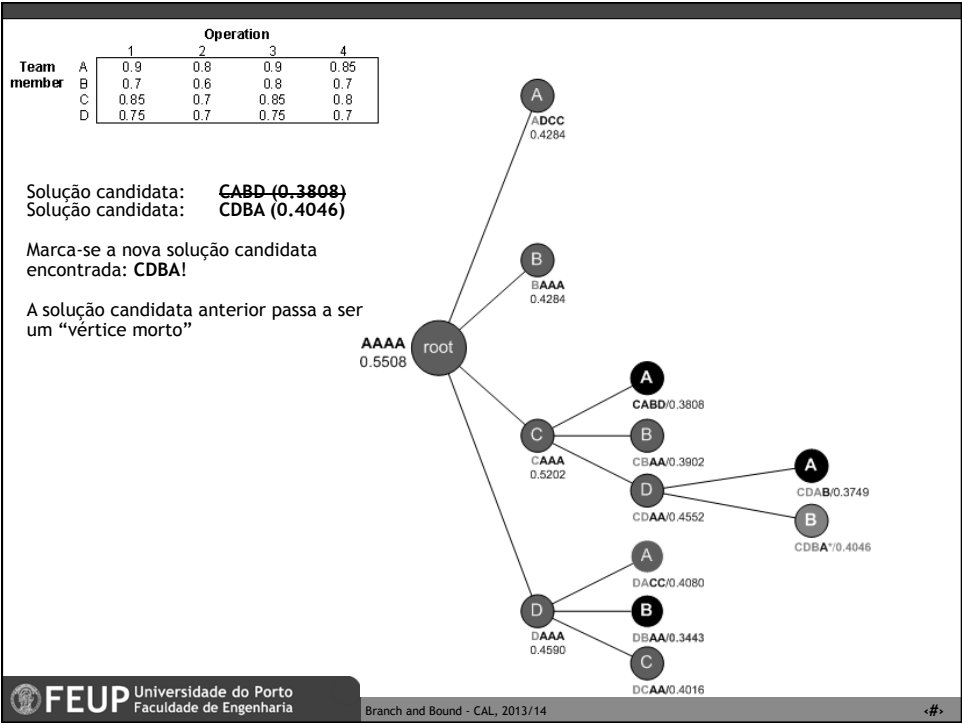 Operation
1 2 3 4
Team member
A 0.9 0.8 0.9 0.85
B 0.7 0.6 0.8 0.7
C 0.85 0.7 0.85 0.8
D 0.75 0.7 0.75 0.7
Solução candidata: CABD (0.3808)
Solução candidata: CDBA (0.4046)
Marca-se a nova solução candidata
encontrada: CDBA!
A solução candidata anterior passa a ser
um “vértice morto”
AAAA
0.5508
root
A
ADCC
0.4284
B
BAAA
0.4284
C
CAAA
0.5202
D
DAAA
0.4590
A
CABD/0.3808
B
CBAA/0.3902
D
CDAA/0.4552
A
CDAB/0.3749
B
CDBA*/0.4046
A
DACC/0.4080
B
DBAA/0.3443
C
DCAA/0.4016
FEUP Universidade do Porto
Faculdade de Engenharia
Branch and Bound - CAL, 2013/14
‹#›